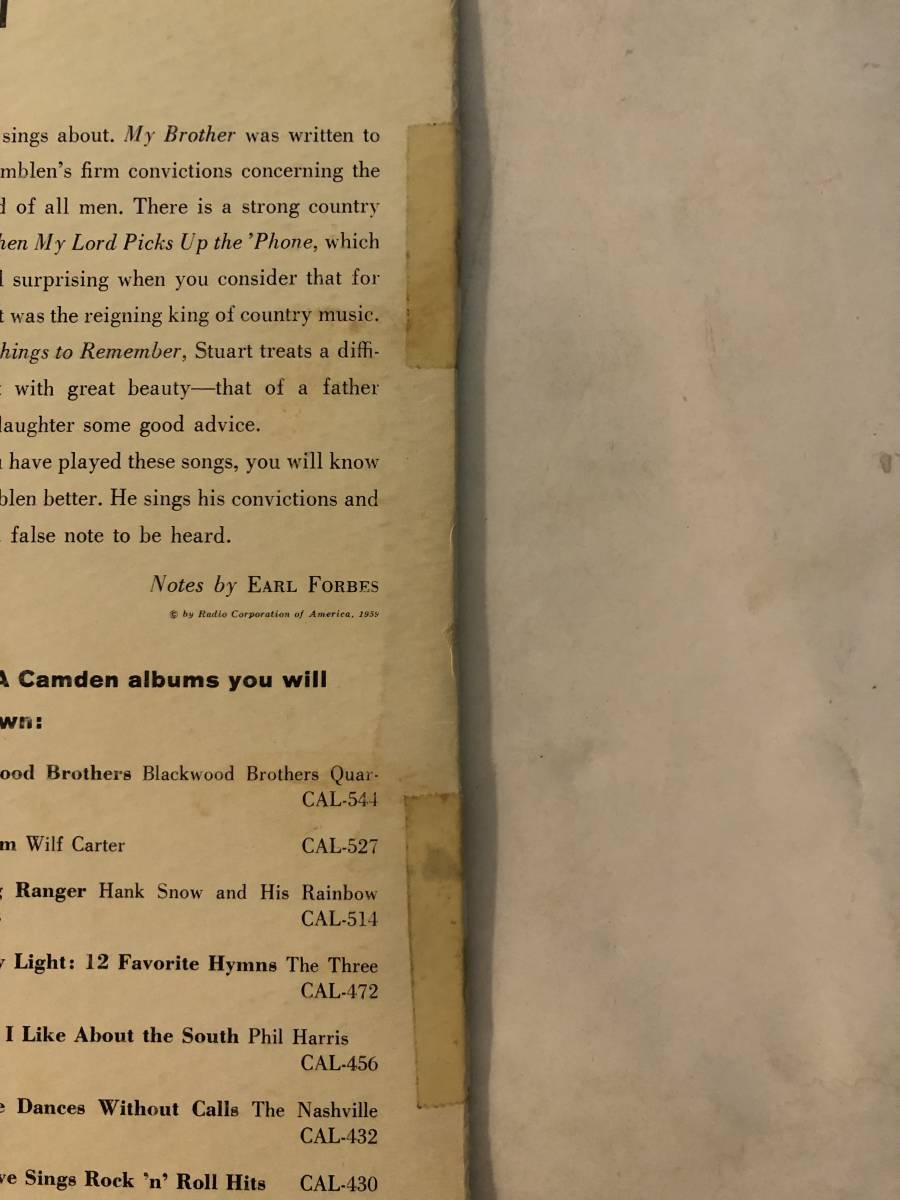 sings about. My Brother was written to
mblen's firm convictions concerning the
d of all men. There is a strong country
hen My Lord Picks Up the 'Phone, which
l surprising when you consider that for
t was the reigning king of country music.
hings to Remember, Stuart treats a diffi-
t with great beauty—that of a father
laughter some good advice.
u have played these songs, you will know
blen better. He sings his convictions and
false note to be heard.
Notes by EARL FORBES
© by Radio Corporation of America, 1959
A Camden albums you will
wn:
ood Brothers Blackwood Brothers Quar-
CAL-544
m Wilf Carter CAL-527
g Ranger Hank Snow and His Rainbow
s CAL-514
y Light: 12 Favorite Hymns The Three
CAL-472
I Like About the South Phil Harris
CAL-456
e Dances Without Calls The Nashville
CAL-432
ve Sings Rock 'n' Roll Hits CAL-430